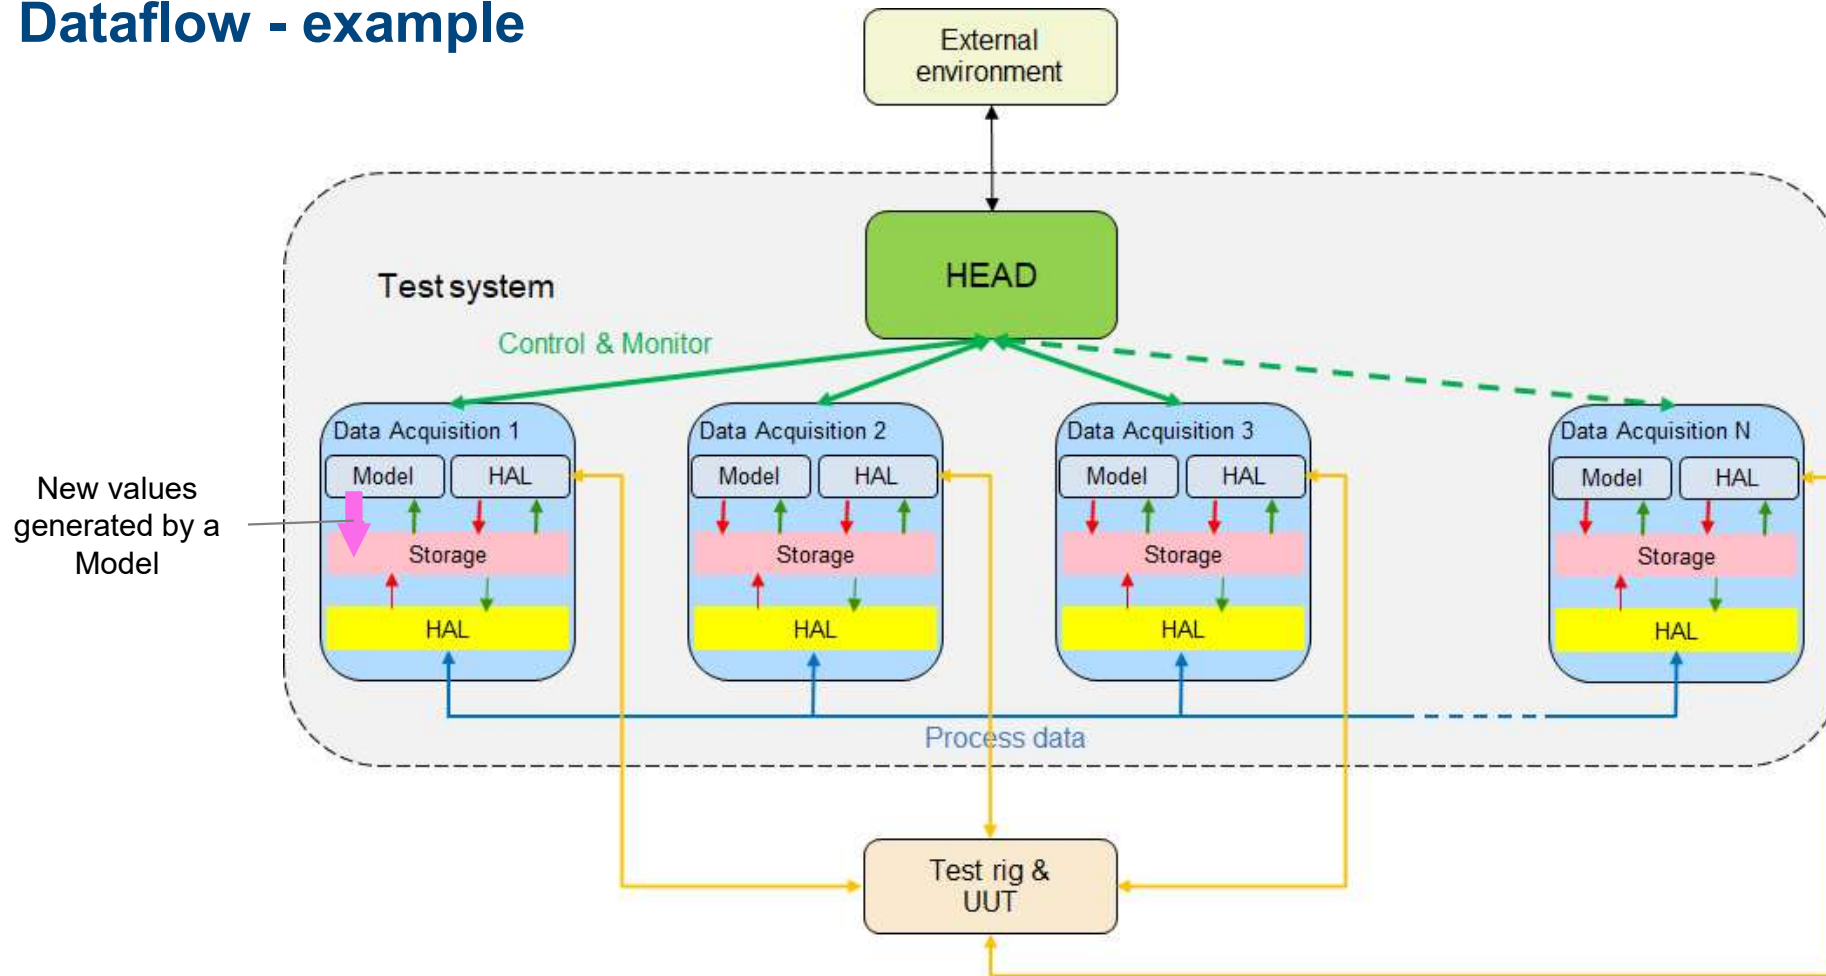 Dataflow - example
External
environment
HEAD
Test system
Control & Monitor
Data Acquisition 1
Model
HAL
Storage
HAL
Data Acquisition 2
Model
HAL
Storage
HAL
Data Acquisition 3
Model
HAL
Storage
HAL
Data Acquisition N
Model
HAL
Storage
HAL
New values
generated by a
Model
Process data
Test rig &
UUT